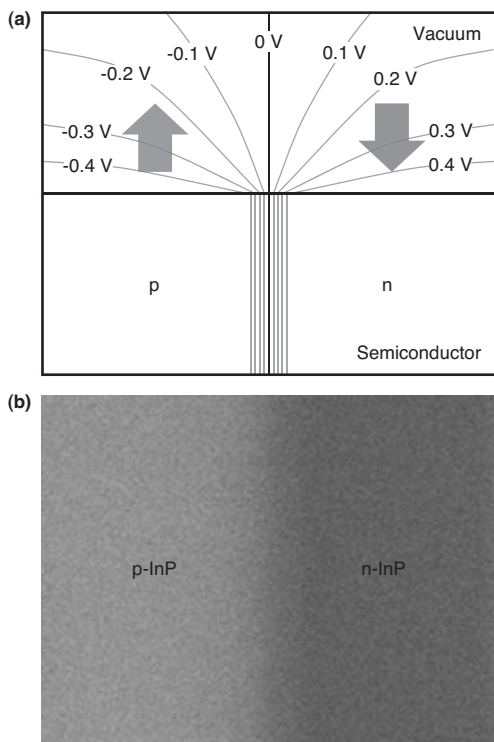 (a)
0 V
Vacuum
-0.1 V
0.1 V
-0.2 V
0.2 V
-0.3 V
0.3 V
-0.4 V
0.4 V
p
n
Semiconductor
(b)
p-InP
n-InP